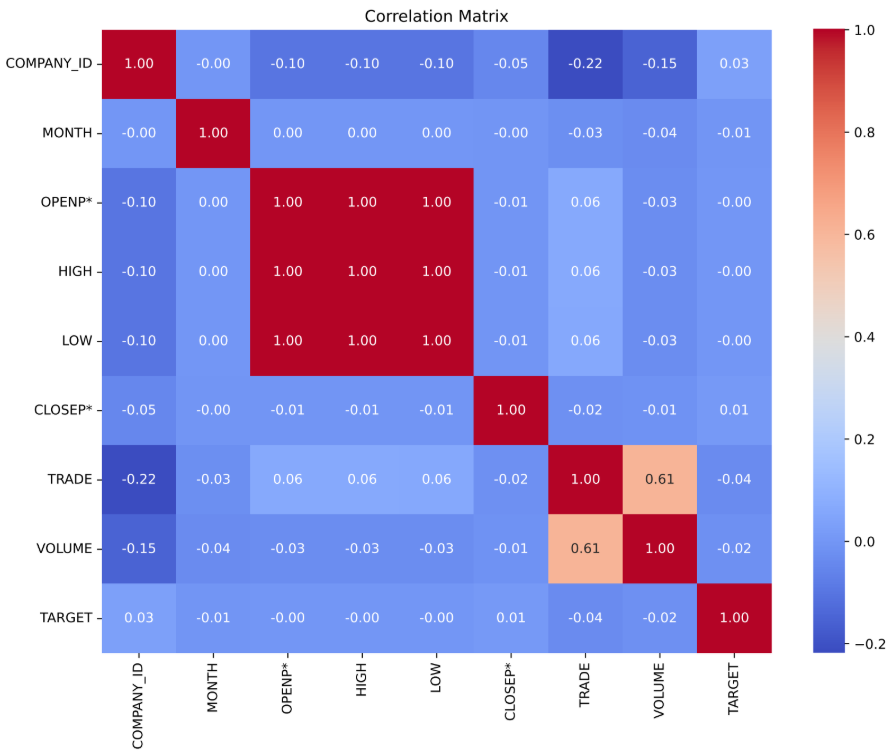 Correlation Matrix
COMPANY_ID 1.00 -0.00 -0.10 -0.10 -0.10 -0.05 -0.22 -0.15 0.03
MONTH -0.00 1.00 0.00 0.00 0.00 -0.00 -0.03 -0.04 -0.01
OPENP* -0.10 0.00 1.00 1.00 1.00 -0.01 0.06 -0.03 -0.00
HIGH -0.10 0.00 1.00 1.00 1.00 -0.01 0.06 -0.03 -0.00
LOW -0.10 0.00 1.00 1.00 1.00 -0.01 0.06 -0.03 -0.00
CLOSEP* -0.05 -0.00 -0.01 -0.01 -0.01 1.00 -0.02 -0.01 0.01
TRADE -0.22 -0.03 0.06 0.06 0.06 -0.02 1.00 0.61 -0.04
VOLUME -0.15 -0.04 -0.03 -0.03 -0.03 -0.01 0.61 1.00 -0.02
TARGET 0.03 -0.01 -0.00 -0.00 -0.00 0.01 -0.04 -0.02 1.00
COMPANY_ID MONTH OPENP* HIGH LOW CLOSEP* TRADE VOLUME TARGET
1.0
0.8
0.6
0.4
0.2
0.0
−0.2